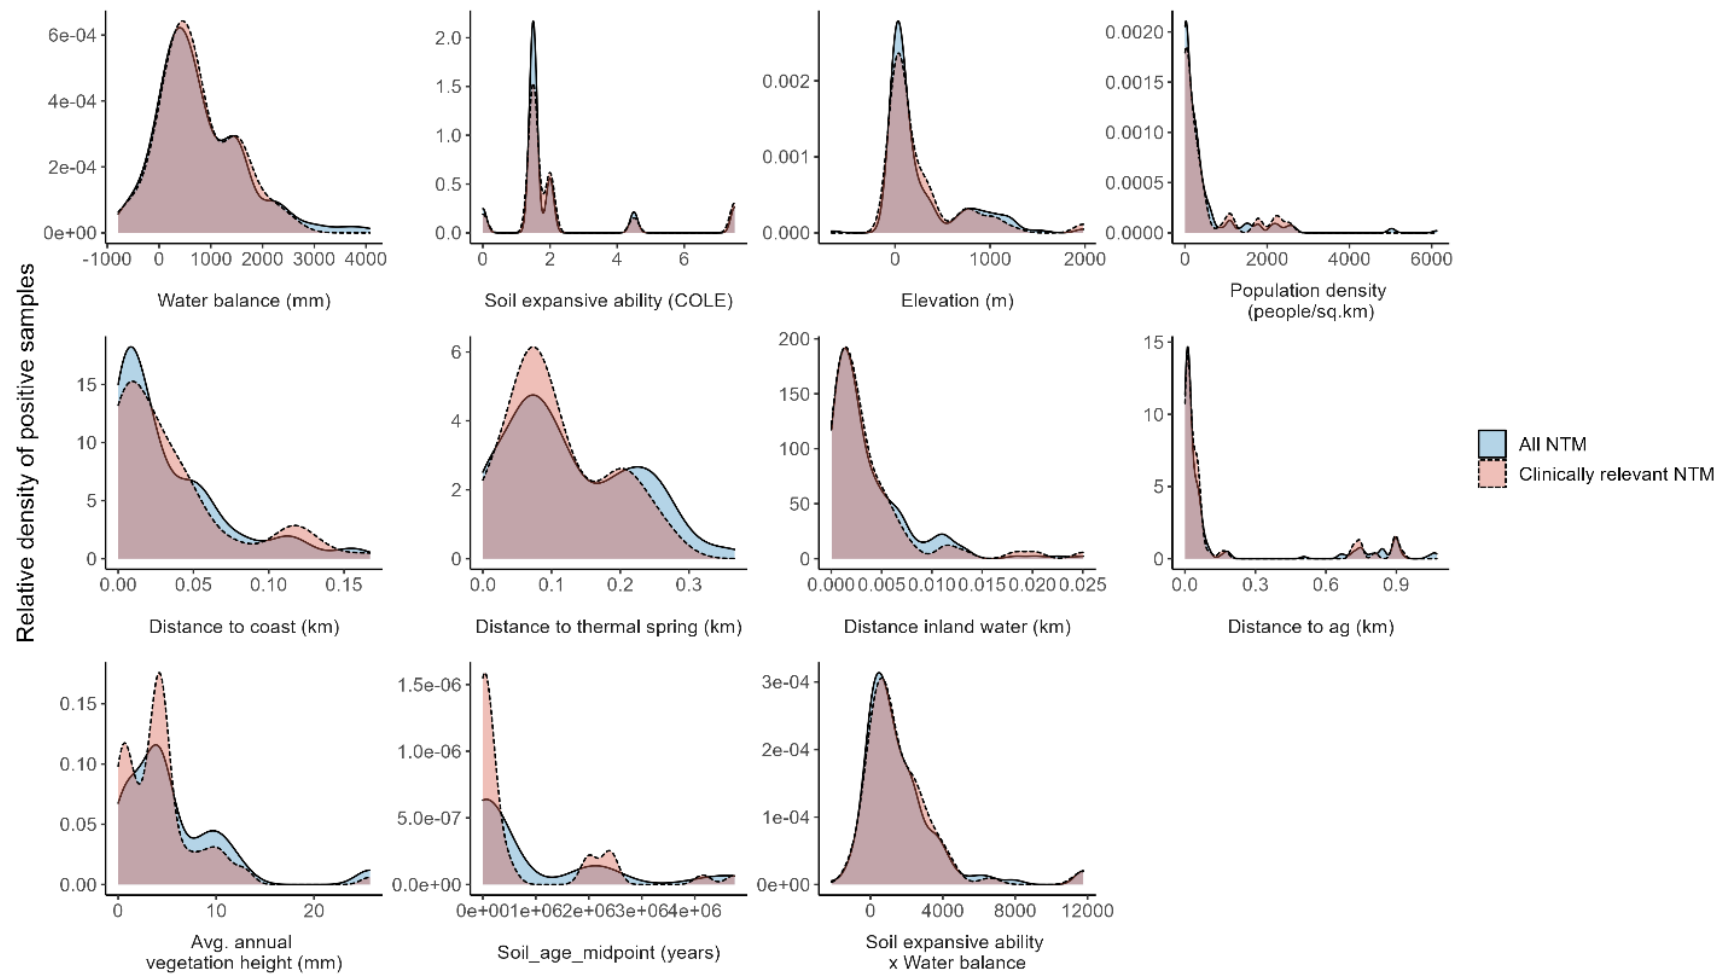 Relative density of positive samples
6e-04
4e-04
2e-04
0e+00
-1000 0 1000 2000 3000 4000
Water balance (mm)
2.0
1.5
1.0
0.5
0.0
0 2 4 6
Soil expansive ability (COLE)
0.002
0.001
0.000
0 1000 2000
Elevation (m)
0.0020
0.0015
0.0010
0.0005
0.0000
0 2000 4000 6000
Population density
(people/sq.km)
15
10
5
0
0.00 0.05 0.10 0.15
Distance to coast (km)
6
4
2
0
0.0 0.1 0.2 0.3
Distance to thermal spring (km)
200
150
100
50
0
0.000 0.005 0.010 0.015 0.020 0.025
Distance inland water (km)
15
10
5
0
0.0 0.3 0.6 0.9
Distance to ag (km)
All NTM
Clinically relevant NTM
0.15
0.10
0.05
0.00
0 10 20
Avg. annual
vegetation height (mm)
1.5e-06
1.0e-06
5.0e-07
0.0e+00
0e+001e+062e+063e+064e+06
Soil_age_midpoint (years)
3e-04
2e-04
1e-04
0e+00
0 4000 8000 12000
Soil expansive ability
x Water balance